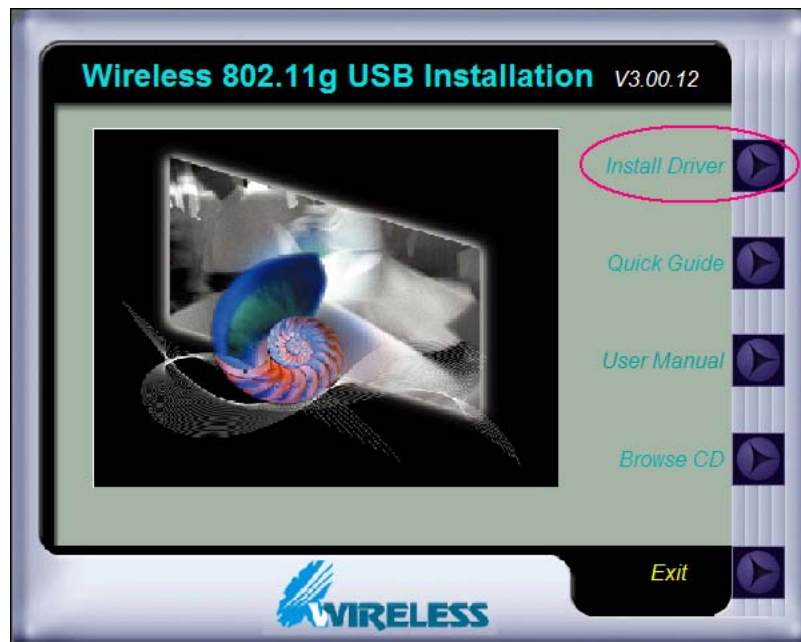 Wireless 802.11g USB Installation V3.00.12
Install Driver
Quick Guide
User Manual
Browse CD
Exit
WIRELESS